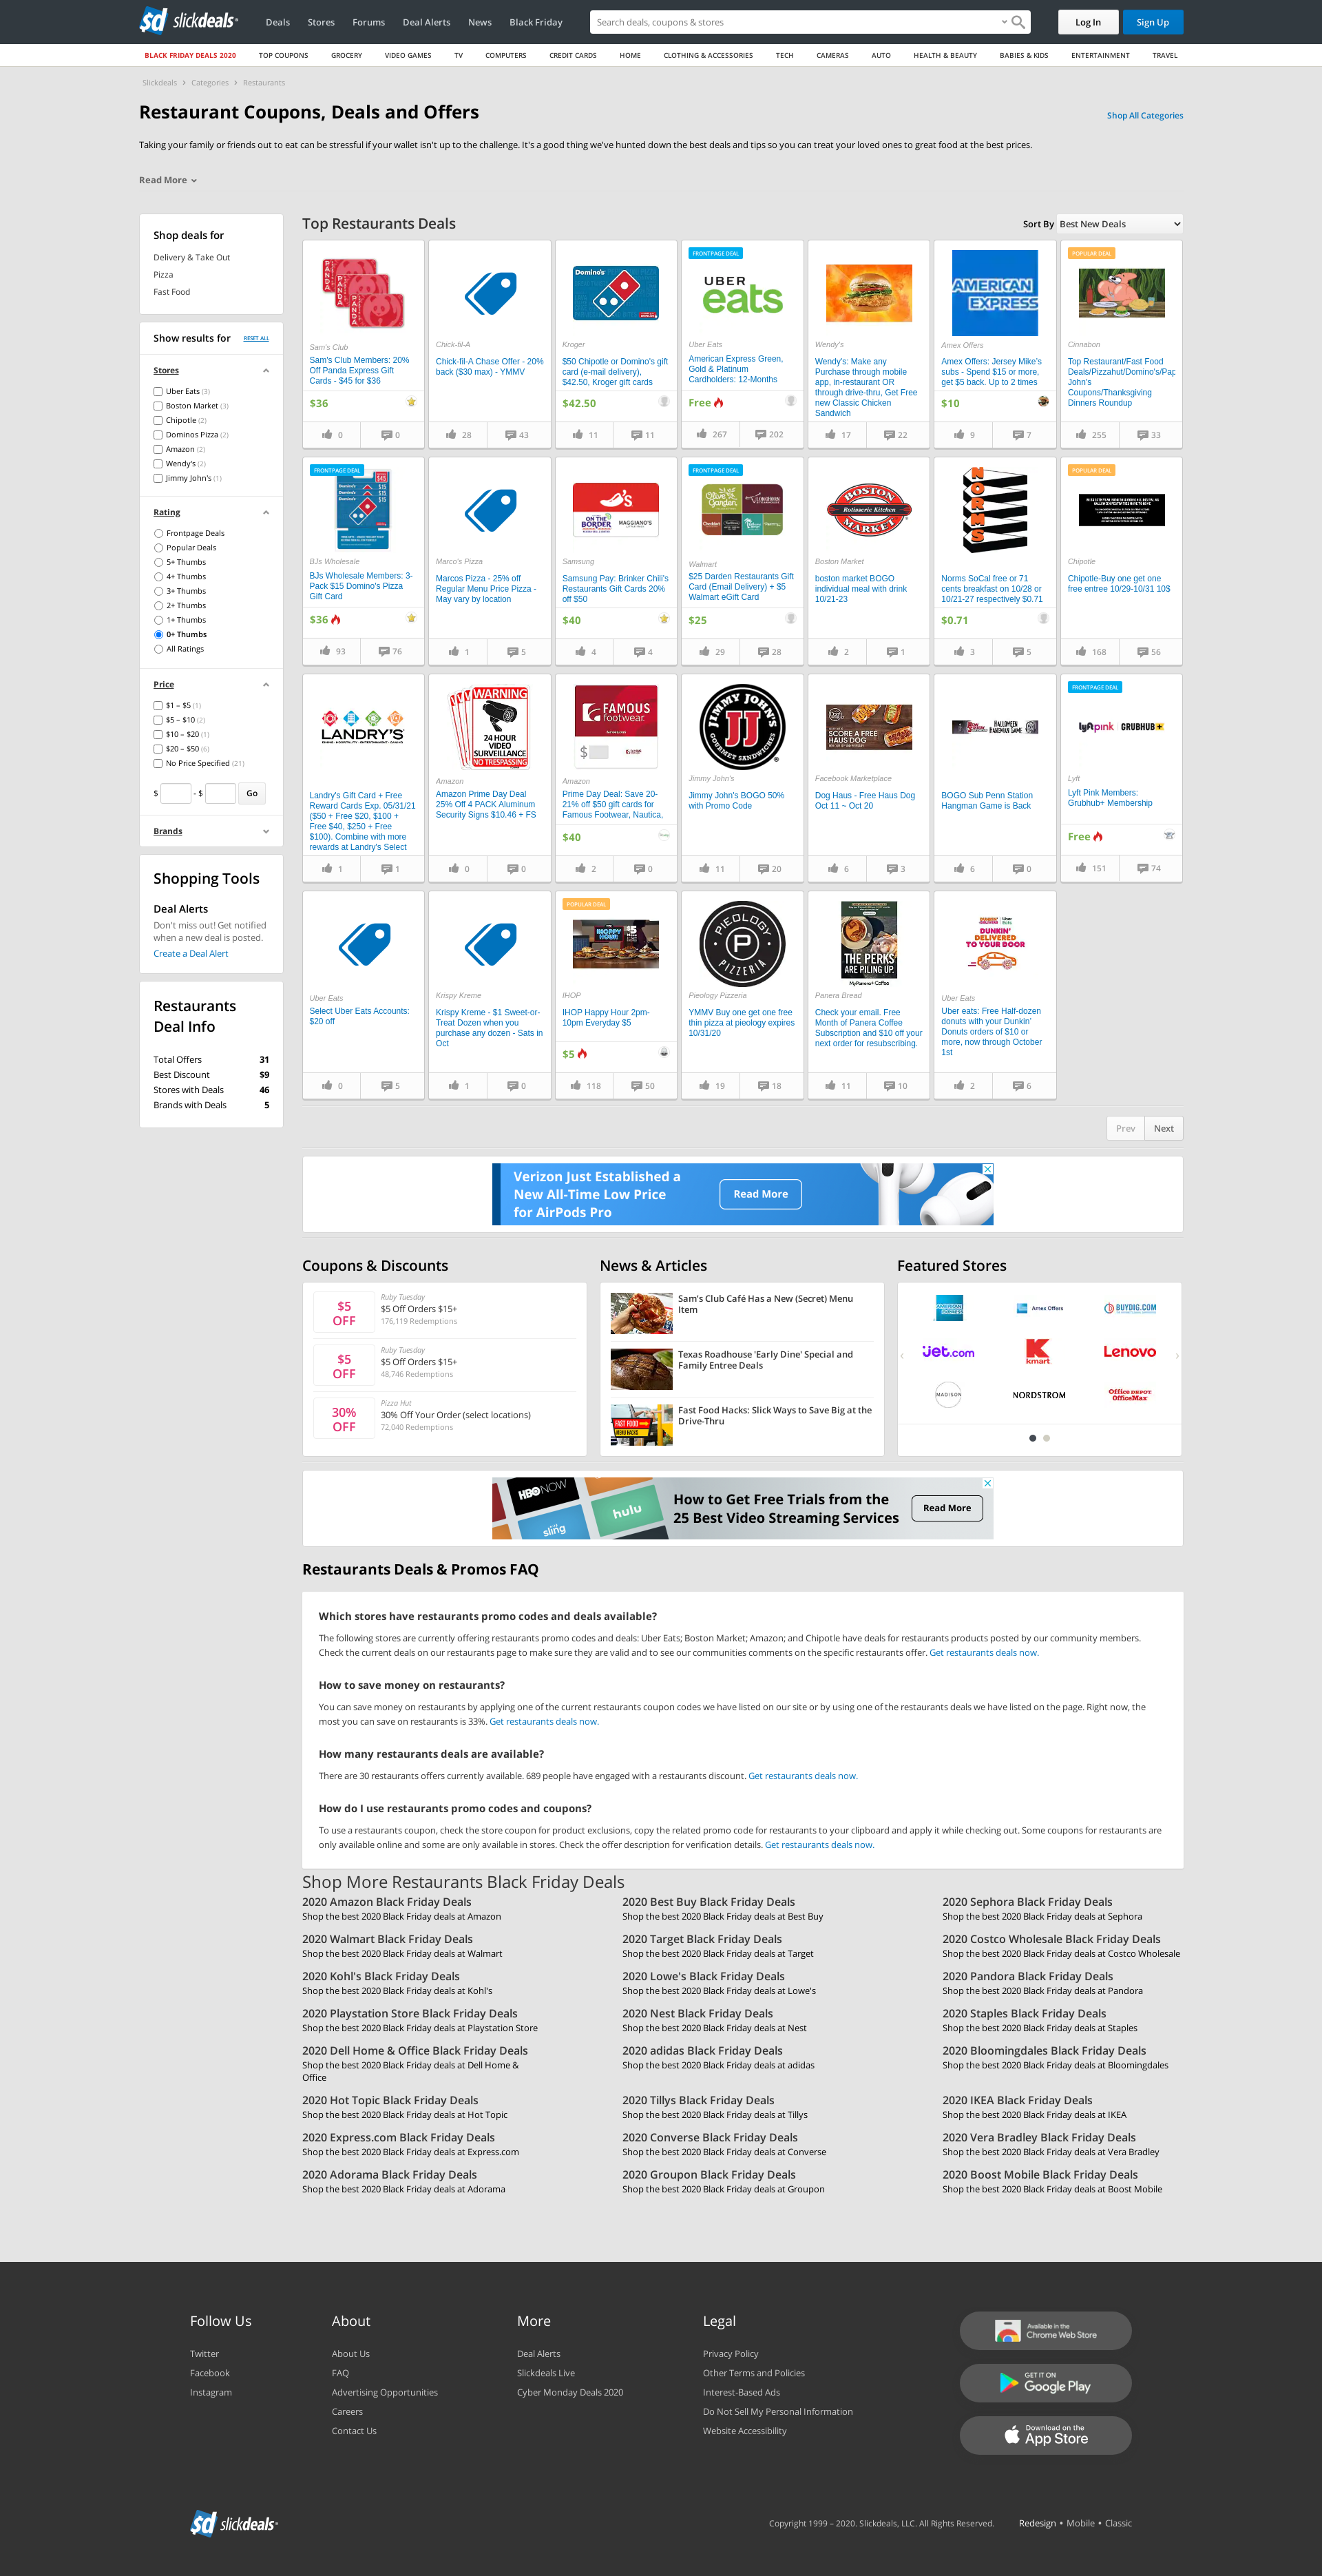 slickdeals
Deals Stores Forums Deal Alerts News Black Friday
Search deals, coupons & stores
Log In Sign Up
BLACK FRIDAY DEALS 2020 TOP COUPONS GROCERY VIDEO GAMES TV COMPUTERS CREDIT CARDS HOME CLOTHING & ACCESSORIES TECH CAMERAS AUTO HEALTH & BEAUTY BABIES & KIDS ENTERTAINMENT TRAVEL
Slickdeals › Categories › Restaurants
Restaurant Coupons, Deals and Offers
Shop All Categories
Taking your family or friends out to eat can be stressful if your wallet isn't up to the challenge. It's a good thing we've hunted down the best deals and tips so you can treat your loved ones to great food at the best prices.
Read More
Shop deals for
Delivery & Take Out
Pizza
Fast Food
Show results for RESET ALL
Stores
Uber Eats (3)
Boston Market (3)
Chipotle (2)
Dominos Pizza (2)
Amazon (2)
Wendy's (2)
Jimmy John's (1)
Rating
Frontpage Deals
Popular Deals
5+ Thumbs
4+ Thumbs
3+ Thumbs
2+ Thumbs
1+ Thumbs
0+ Thumbs
All Ratings
Price
$1 – $5 (1)
$5 – $10 (2)
$10 – $20 (1)
$20 – $50 (6)
No Price Specified (21)
$ - $ Go
Brands
Shopping Tools
Deal Alerts
Don't miss out! Get notified
when a new deal is posted.
Create a Deal Alert
Restaurants
Deal Info
Total Offers 31
Best Discount $9
Stores with Deals 46
Brands with Deals 5
Top Restaurants Deals
Sort By Best New Deals
Sam's Club
Sam's Club Members: 20%
Off Panda Express Gift
Cards - $45 for $36
$36
0 0
Chick-fil-A
Chick-fil-A Chase Offer - 20%
back ($30 max) - YMMV
28 43
Domino's
Kroger
$50 Chipotle or Domino's gift
card (e-mail delivery),
$42.50, Kroger gift cards
$42.50
11 11
FRONTPAGE DEAL
UBER
eats
Uber Eats
American Express Green,
Gold & Platinum
Cardholders: 12-Months
Free
267 202
Wendy's
Wendy's: Make any
Purchase through mobile
app, in-restaurant OR
through drive-thru, Get Free
new Classic Chicken
Sandwich
17 22
AMERICAN
EXPRESS
Amex Offers
Amex Offers: Jersey Mike's
subs - Spend $15 or more,
get $5 back. Up to 2 times
$10
9 7
POPULAR DEAL
Cinnabon
Top Restaurant/Fast Food
Deals/Pizzahut/Domino's/Pap
John's
Coupons/Thanksgiving
Dinners Roundup
255 33
FRONTPAGE DEAL
BJs Wholesale
BJs Wholesale Members: 3-
Pack $15 Domino's Pizza
Gift Card
$36
93 76
Marco's Pizza
Marcos Pizza - 25% off
Regular Menu Price Pizza -
May vary by location
1 5
ON THE
BORDER
MAGGIANO'S
Samsung
Samsung Pay: Brinker Chili's
Restaurants Gift Cards 20%
off $50
$40
4 4
FRONTPAGE DEAL
Olive
Garden
LONGHORN
Walmart
$25 Darden Restaurants Gift
Card (Email Delivery) + $5
Walmart eGift Card
$25
29 28
BOSTON
Rotisserie Kitchen
MARKET
Boston Market
boston market BOGO
individual meal with drink
10/21-23
2 1
NORMS
Norms SoCal free or 71
cents breakfast on 10/28 or
10/21-27 respectively $0.71
$0.71
3 5
POPULAR DEAL
Chipotle
Chipotle-Buy one get one
free entree 10/29-10/31 10$
168 56
LANDRY'S
Landry's Gift Card + Free
Reward Cards Exp. 05/31/21
($50 + Free $20, $100 +
Free $40, $250 + Free
$100). Combine with more
rewards at Landry's Select
1 1
WARNING
24 HOUR
VIDEO
SURVEILLANCE
NO TRESPASSING
Amazon
Amazon Prime Day Deal
25% Off 4 PACK Aluminum
Security Signs $10.46 + FS
0 0
FAMOUS
footwear
$
Amazon
Prime Day Deal: Save 20-
21% off $50 gift cards for
Famous Footwear, Nautica,
$40
2 0
JIMMY JOHN'S
JJ
GOURMET SANDWICHES
Jimmy John's
Jimmy John's BOGO 50%
with Promo Code
11 20
SCORE A FREE
HAUS DOG
Facebook Marketplace
Dog Haus - Free Haus Dog
Oct 11 ~ Oct 20
6 3
HALLOWEEN
HANGMAN GAME
BOGO Sub Penn Station
Hangman Game is Back
6 0
FRONTPAGE DEAL
lyft pink GRUBHUB+
Lyft
Lyft Pink Members:
Grubhub+ Membership
Free
151 74
Uber Eats
Select Uber Eats Accounts:
$20 off
0 5
Krispy Kreme
Krispy Kreme - $1 Sweet-or-
Treat Dozen when you
purchase any dozen - Sats in
Oct
1 0
POPULAR DEAL
IHOPPY
HOUR
$5
IHOP
IHOP Happy Hour 2pm-
10pm Everyday $5
$5
118 50
PIEOLOGY
P
PIZZERIA
Pieology Pizzeria
YMMV Buy one get one free
thin pizza at pieology expires
10/31/20
19 18
THE PERKS
ARE PILING UP.
MyPanera+ Coffee
Panera Bread
Check your email. Free
Month of Panera Coffee
Subscription and $10 off your
next order for resubscribing.
11 10
DUNKIN' Uber Eats
DUNKIN'
DELIVERED
TO YOUR DOOR
Uber Eats
Uber eats: Free Half-dozen
donuts with your Dunkin'
Donuts orders of $10 or
more, now through October
1st
2 6
Prev Next
Verizon Just Established a
New All-Time Low Price
for AirPods Pro
Read More
Coupons & Discounts
$5
OFF
Ruby Tuesday
$5 Off Orders $15+
176,119 Redemptions
$5
OFF
Ruby Tuesday
$5 Off Orders $15+
48,746 Redemptions
30%
OFF
Pizza Hut
30% Off Your Order (select locations)
72,040 Redemptions
News & Articles
Sam's Club Café Has a New (Secret) Menu
Item
Texas Roadhouse 'Early Dine' Special and
Family Entree Deals
FAST FOOD
MENU HACKS
Fast Food Hacks: Slick Ways to Save Big at the
Drive-Thru
Featured Stores
AMERICAN EXPRESS Amex Offers BUYDIG.COM
jet.com Kmart Lenovo
MADISON NORDSTROM Office DEPOT OfficeMax
HBO NOW
hulu
sling
How to Get Free Trials from the
25 Best Video Streaming Services
Read More
Restaurants Deals & Promos FAQ
Which stores have restaurants promo codes and deals available?
The following stores are currently offering restaurants promo codes and deals: Uber Eats; Boston Market; Amazon; and Chipotle have deals for restaurants products posted by our community members.
Check the current deals on our restaurants page to make sure they are valid and to see our communities comments on the specific restaurants offer. Get restaurants deals now.
How to save money on restaurants?
You can save money on restaurants by applying one of the current restaurants coupon codes we have listed on our site or by using one of the restaurants deals we have listed on the page. Right now, the
most you can save on restaurants is 33%. Get restaurants deals now.
How many restaurants deals are available?
There are 30 restaurants offers currently available. 689 people have engaged with a restaurants discount. Get restaurants deals now.
How do I use restaurants promo codes and coupons?
To use a restaurants coupon, check the store coupon for product exclusions, copy the related promo code for restaurants to your clipboard and apply it while checking out. Some coupons for restaurants are
only available online and some are only available in stores. Check the offer description for verification details. Get restaurants deals now.
Shop More Restaurants Black Friday Deals
2020 Amazon Black Friday Deals
Shop the best 2020 Black Friday deals at Amazon
2020 Best Buy Black Friday Deals
Shop the best 2020 Black Friday deals at Best Buy
2020 Sephora Black Friday Deals
Shop the best 2020 Black Friday deals at Sephora
2020 Walmart Black Friday Deals
Shop the best 2020 Black Friday deals at Walmart
2020 Target Black Friday Deals
Shop the best 2020 Black Friday deals at Target
2020 Costco Wholesale Black Friday Deals
Shop the best 2020 Black Friday deals at Costco Wholesale
2020 Kohl's Black Friday Deals
Shop the best 2020 Black Friday deals at Kohl's
2020 Lowe's Black Friday Deals
Shop the best 2020 Black Friday deals at Lowe's
2020 Pandora Black Friday Deals
Shop the best 2020 Black Friday deals at Pandora
2020 Playstation Store Black Friday Deals
Shop the best 2020 Black Friday deals at Playstation Store
2020 Nest Black Friday Deals
Shop the best 2020 Black Friday deals at Nest
2020 Staples Black Friday Deals
Shop the best 2020 Black Friday deals at Staples
2020 Dell Home & Office Black Friday Deals
Shop the best 2020 Black Friday deals at Dell Home &
Office
2020 adidas Black Friday Deals
Shop the best 2020 Black Friday deals at adidas
2020 Bloomingdales Black Friday Deals
Shop the best 2020 Black Friday deals at Bloomingdales
2020 Hot Topic Black Friday Deals
Shop the best 2020 Black Friday deals at Hot Topic
2020 Tillys Black Friday Deals
Shop the best 2020 Black Friday deals at Tillys
2020 IKEA Black Friday Deals
Shop the best 2020 Black Friday deals at IKEA
2020 Express.com Black Friday Deals
Shop the best 2020 Black Friday deals at Express.com
2020 Converse Black Friday Deals
Shop the best 2020 Black Friday deals at Converse
2020 Vera Bradley Black Friday Deals
Shop the best 2020 Black Friday deals at Vera Bradley
2020 Adorama Black Friday Deals
Shop the best 2020 Black Friday deals at Adorama
2020 Groupon Black Friday Deals
Shop the best 2020 Black Friday deals at Groupon
2020 Boost Mobile Black Friday Deals
Shop the best 2020 Black Friday deals at Boost Mobile
Follow Us
Twitter
Facebook
Instagram
About
About Us
FAQ
Advertising Opportunities
Careers
Contact Us
More
Deal Alerts
Slickdeals Live
Cyber Monday Deals 2020
Legal
Privacy Policy
Other Terms and Policies
Interest-Based Ads
Do Not Sell My Personal Information
Website Accessibility
Available in the
Chrome Web Store
GET IT ON
Google Play
Download on the
App Store
slickdeals
Copyright 1999 – 2020. Slickdeals, LLC. All Rights Reserved. Redesign • Mobile • Classic